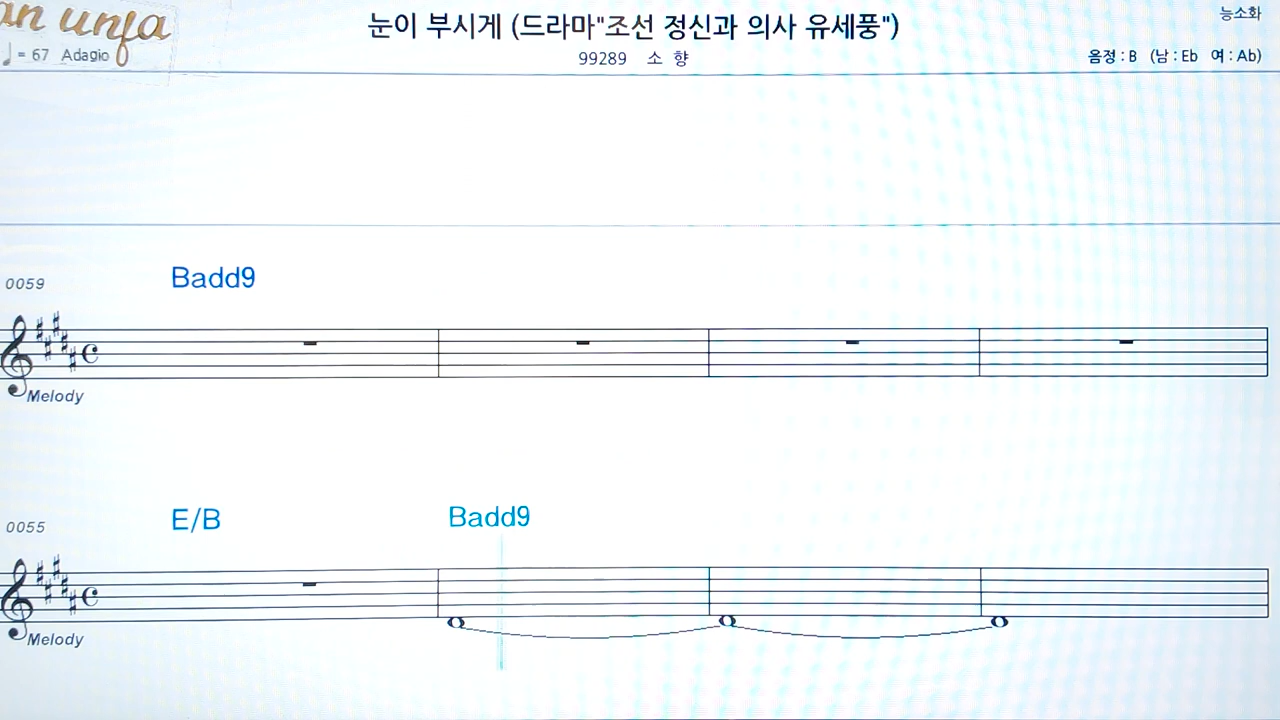 눈이 부시게 (드라마"조선 정신과 의사 유세풍")
능소화
♩= 67 Adagio
99289 소 향
음정 : B (남 : Eb 여 : Ab)
0059
Badd9
Melody
0055
E/B
Badd9
Melody